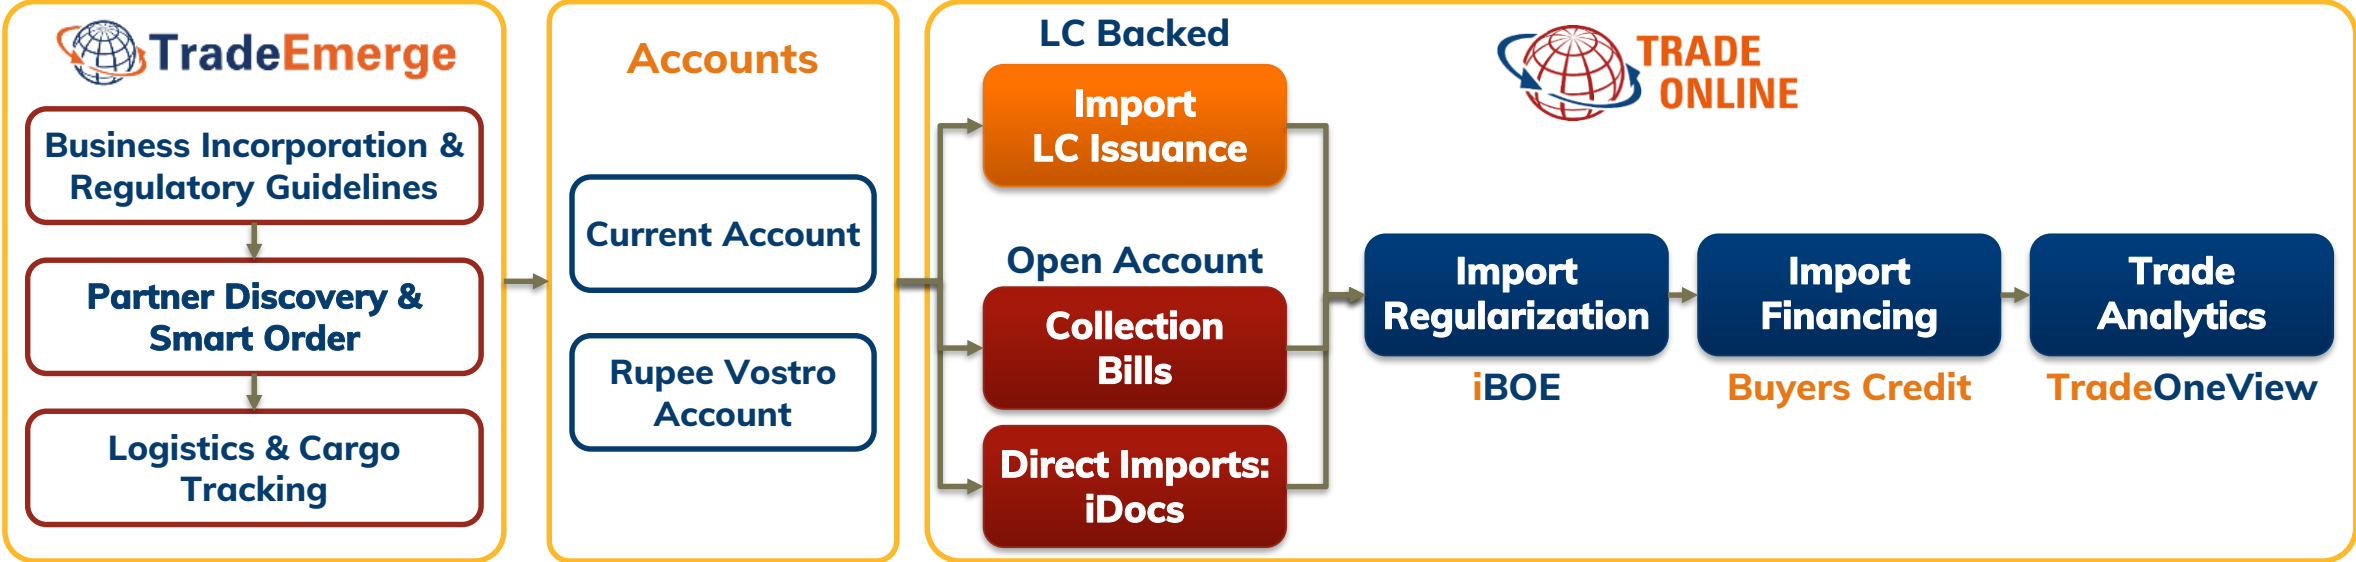 TradeEmerge
Business Incorporation &
Regulatory Guidelines
Partner Discovery &
Smart Order
Logistics & Cargo
Tracking
Accounts
Current Account
Rupee Vostro
Account
LC Backed
Import
LC Issuance
Open Account
Collection
Bills
Direct Imports:
iDocs
TRADE
ONLINE
Import
Regularization
iBOE
Import
Financing
Buyers Credit
Trade
Analytics
TradeOneView